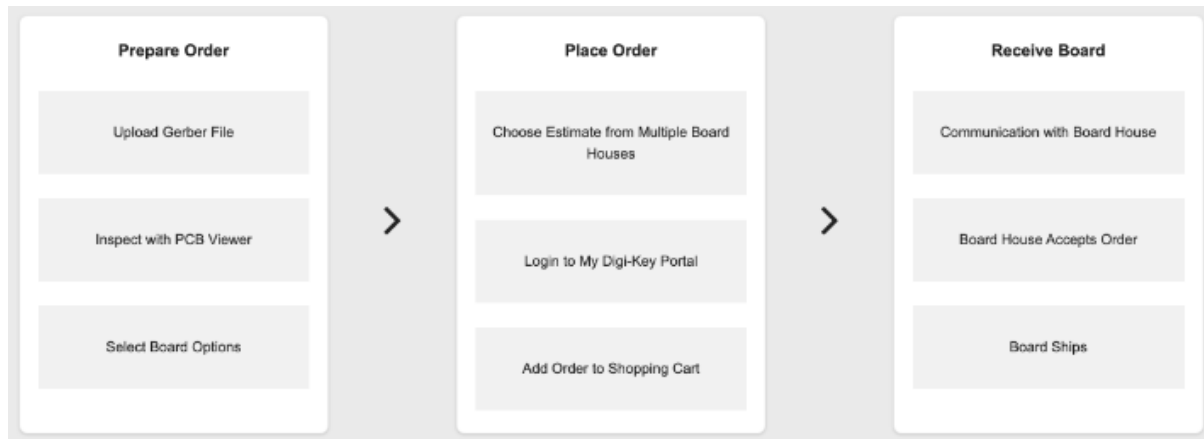 Prepare Order
Upload Gerber File
Inspect with PCB Viewer
Select Board Options
Place Order
Choose Estimate from Multiple Board
Houses
Login to My Digi-Key Portal
Add Order to Shopping Cart
Receive Board
Communication with Board House
Board House Accepts Order
Board Ships